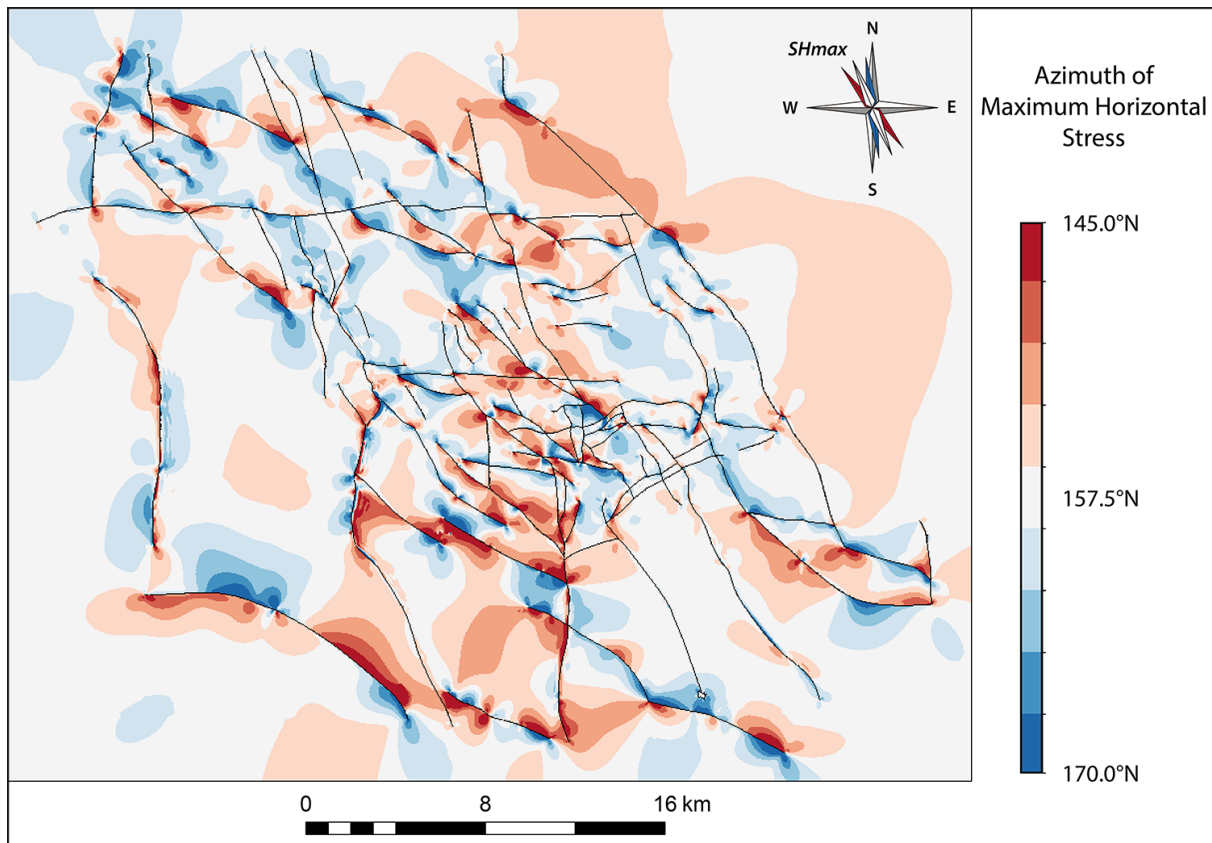 N
SHmax
W
E
S
Azimuth of
Maximum Horizontal
Stress
145.0°N
157.5°N
170.0°N
0
8
16 km